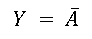 Y = Ā